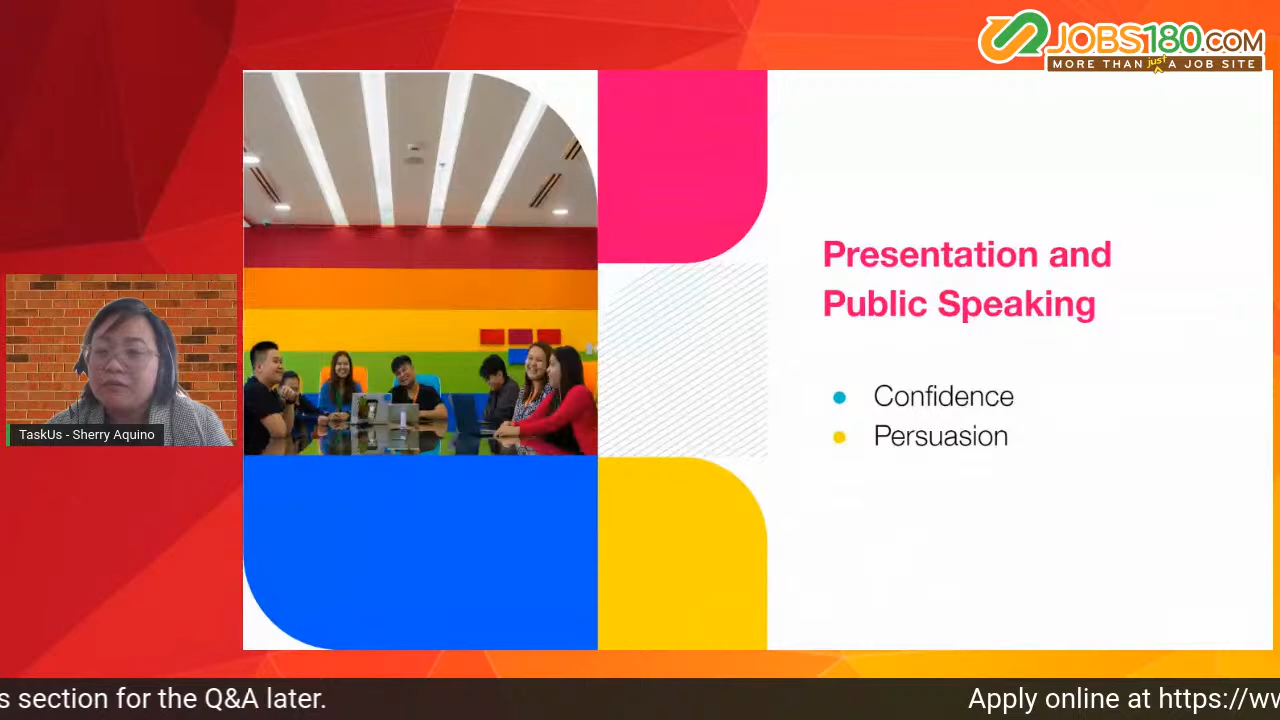 JOBS180.COM
MORE THAN just A JOB SITE
Presentation and
Public Speaking
Confidence
Persuasion
TaskUs - Sherry Aquino
s section for the Q&A later.
Apply online at https://ww